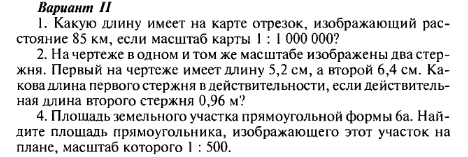 Вариант II
1. Какую длину имеет на карте отрезок, изображающий рас-
стояние 85 км, если масштаб карты 1 : 1 000 000?
2. На чертеже в одном и том же масштабе изображены два стер-
жня. Первый на чертеже имеет длину 5,2 см, а второй 6,4 см. Ка-
кова длина первого стержня в действительности, если действитель-
ная длина второго стержня 0,96 м?
4. Площадь земельного участка прямоугольной формы 6а. Най-
дите площадь прямоугольника, изображающего этот участок на
плане, масштаб которого 1 : 500.